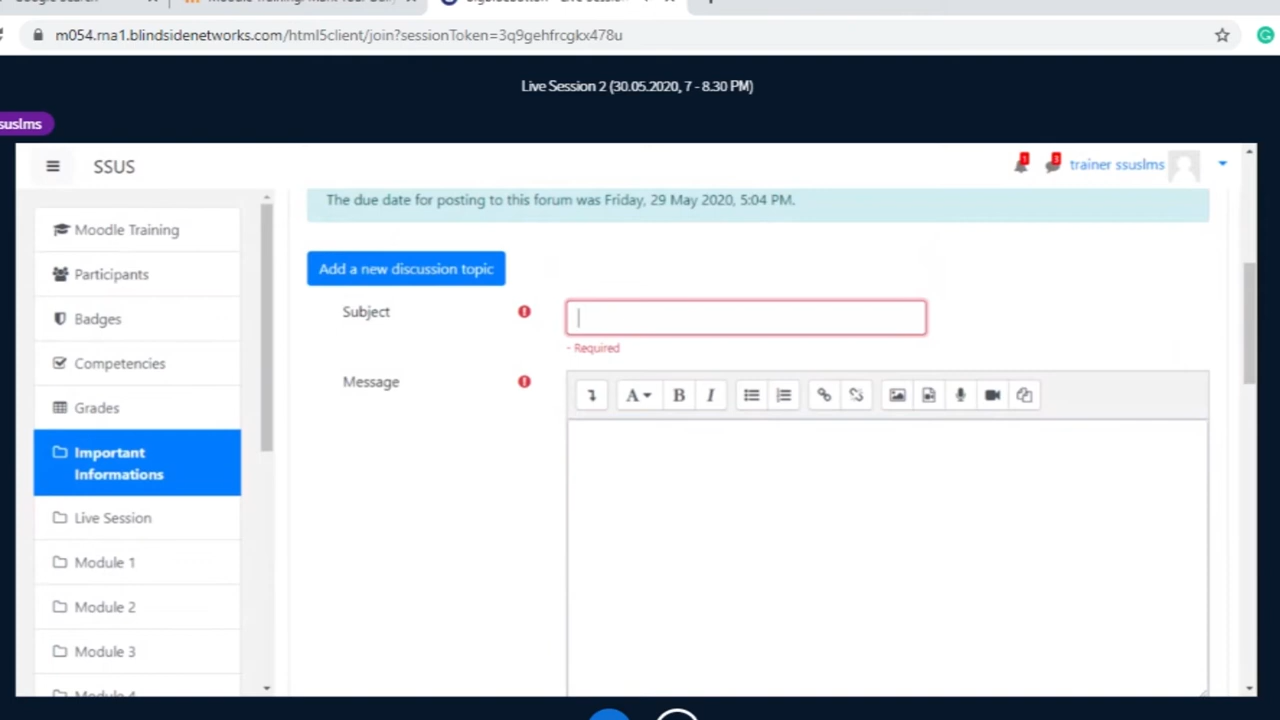 m054.rna1.blindsidenetworks.com/html5client/join?sessionToken=3q9gehfrcgkx478u
Live Session 2 (30.05.2020, 7 - 8.30 PM)
suslms
SSUS
trainer ssuslms
The due date for posting to this forum was Friday, 29 May 2020, 5:04 PM.
Moodle Training
Add a new discussion topic
Participants
Subject
Badges
- Required
Competencies
Message
A B I
Grades
Important
Informations
Live Session
Module 1
Module 2
Module 3